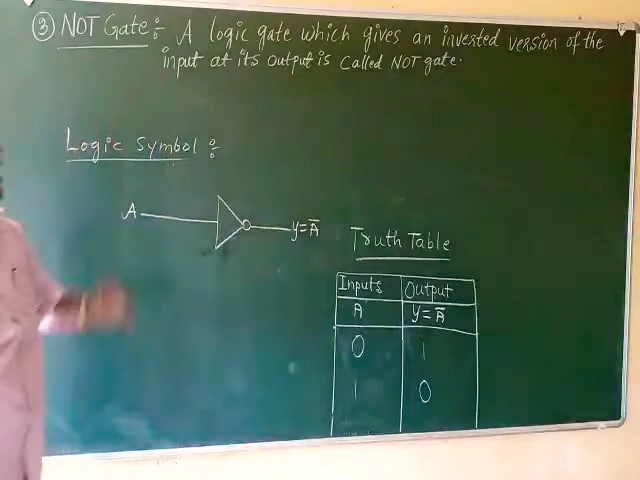 ③ NOT Gate :- A logic gate which gives an inverted version of the
input at its output is called NOT gate.
Logic Symbol :-
A
y = A̅
Truth Table
Inputs Output
A y = A̅
0 1
1 0